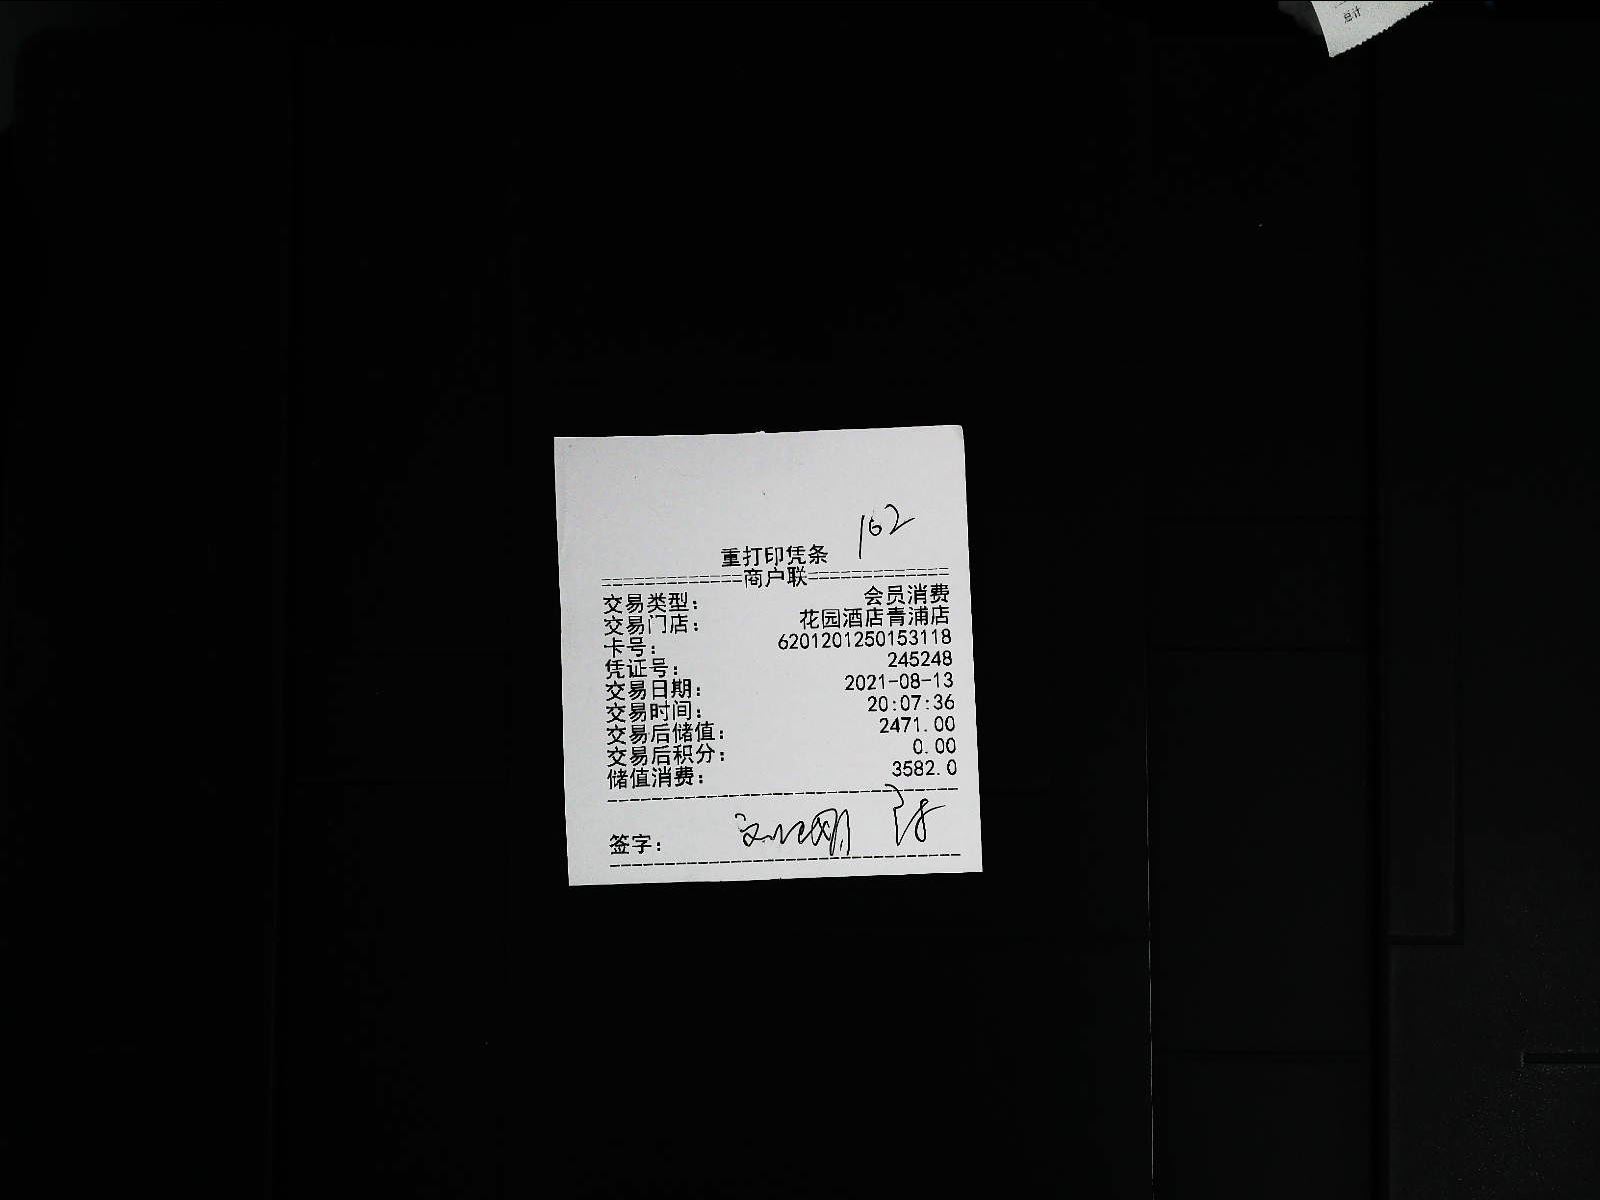 总计
162
重打印凭条
=============商户联=============
交易类型： 会员消费
交易门店： 花园酒店青浦店
卡号： 6201201250153118
凭证号： 245248
交易日期： 2021-08-13
交易时间： 20:07:36
交易后储值： 2471.00
交易后积分： 0.00
储值消费： 3582.0
签字：